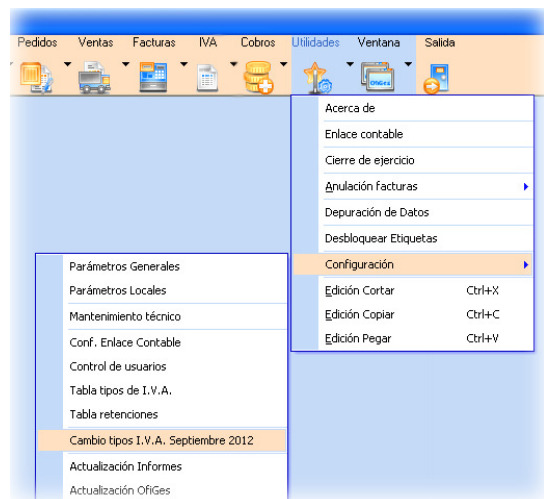 Pedidos Ventas Facturas IVA Cobros Utilidades Ventana Salida
OfiGes
Acerca de
Enlace contable
Cierre de ejercicio
Anulación facturas
Depuración de Datos
Desbloquear Etiquetas
Configuración
Edición Cortar Ctrl+X
Edición Copiar Ctrl+C
Edición Pegar Ctrl+V
Parámetros Generales
Parámetros Locales
Mantenimiento técnico
Conf. Enlace Contable
Control de usuarios
Tabla tipos de I.V.A.
Tabla retenciones
Cambio tipos I.V.A. Septiembre 2012
Actualización Informes
Actualización OfiGes